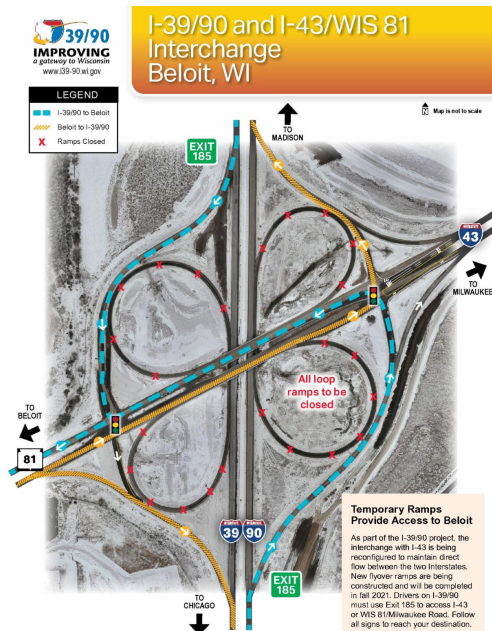 39/90
IMPROVING
a gateway to Wisconsin
www.i39-90.wi.gov
I-39/90 and I-43/WIS 81
Interchange
Beloit, WI
LEGEND
I-39/90 to Beloit
Beloit to I-39/90
X Ramps Closed
N Map is not to scale
TO
MADISON
EXIT
185
43
TO
MILWAUKEE
All loop
ramps to be
closed
TO
BELOIT
81
39 90
EXIT
185
TO
CHICAGO
Temporary Ramps
Provide Access to Beloit
As part of the I-39/90 project, the
interchange with I-43 is being
reconfigured to maintain direct
flow between the two Interstates.
New flyover ramps are being
constructed and will be completed
in fall 2021. Drivers on I-39/90
must use Exit 185 to access I-43
or WIS 81/Milwaukee Road. Follow
all signs to reach your destination.